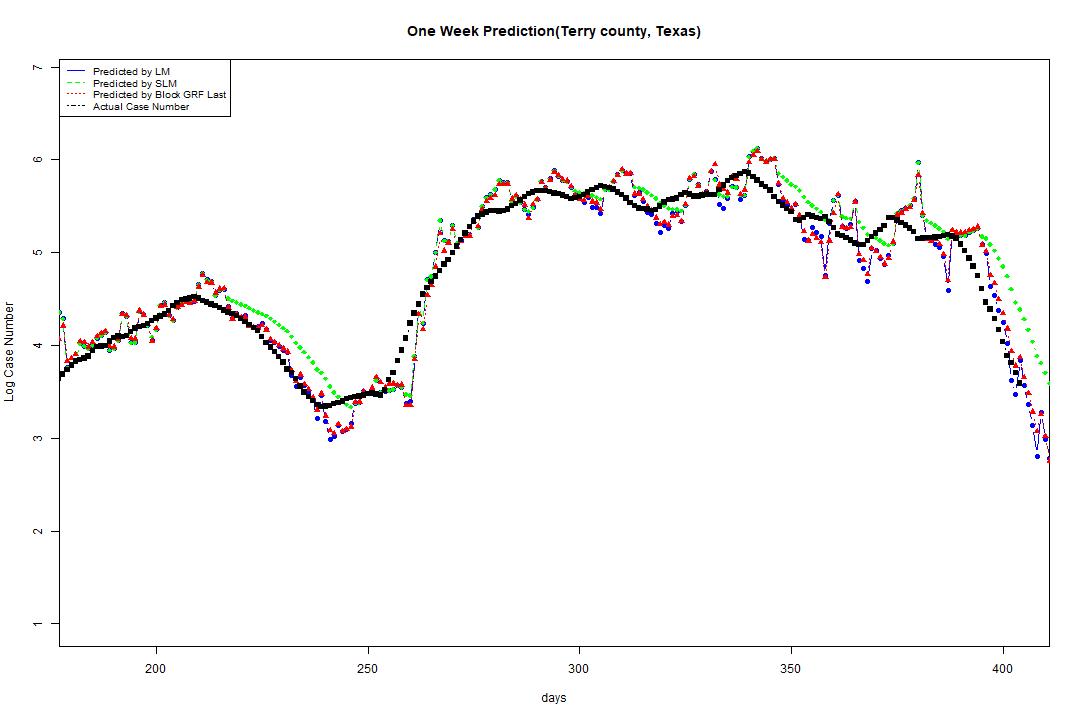 One Week Prediction(Terry county, Texas)
Predicted by LM
Predicted by SLM
Predicted by Block GRF Last
Actual Case Number
7
6
5
4
3
2
1
Log Case Number
200 250 300 350 400
days